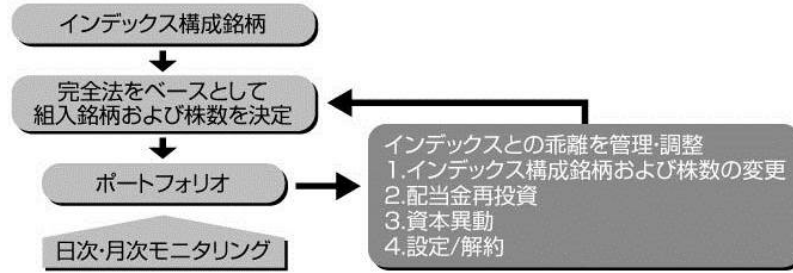 インデックス構成銘柄
完全法をベースとして
組入銘柄および株数を決定
ポートフォリオ
日次・月次モニタリング
インデックスとの乖離を管理・調整
1.インデックス構成銘柄および株数の変更
2.配当金再投資
3.資本異動
4.設定/解約